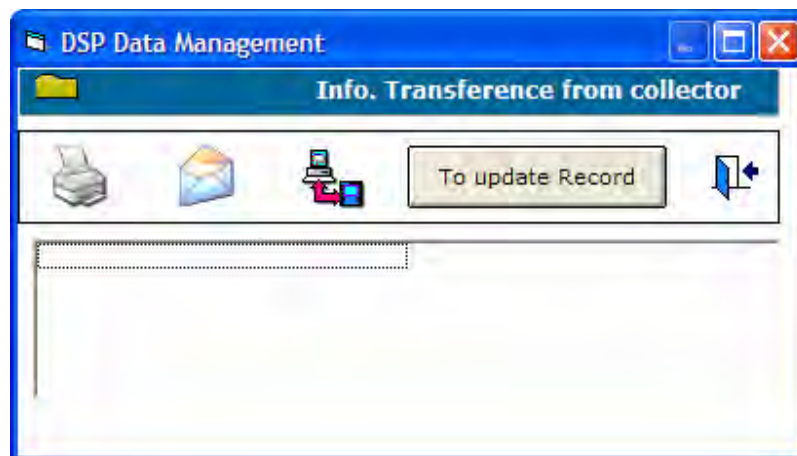 DSP Data Management
Info. Transference from collector
To update Record